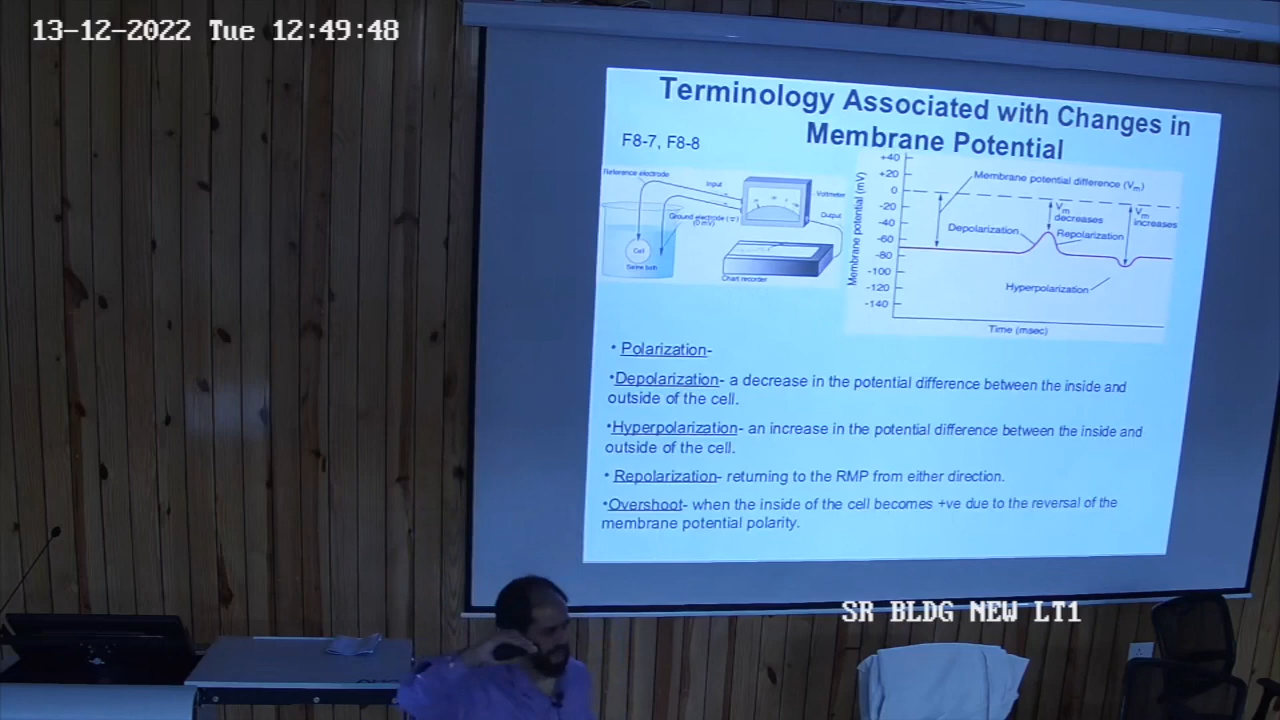 13-12-2022 Tue 12:49:48
Terminology Associated with Changes in
Membrane Potential
F8-7, F8-8
Reference electrode
Input
Voltmeter
Ground electrode
(0 mV)
Output
Cell
Saline bath
Chart recorder
Membrane potential (mV)
+40
+20
0
-20
-40
-60
-80
-100
-120
-140
Membrane potential difference (Vm)
Vm
decreases
Vm
increases
Depolarization
Repolarization
Hyperpolarization
Time (msec)
• Polarization-
•Depolarization- a decrease in the potential difference between the inside and
outside of the cell.
•Hyperpolarization- an increase in the potential difference between the inside and
outside of the cell.
• Repolarization- returning to the RMP from either direction.
•Overshoot- when the inside of the cell becomes +ve due to the reversal of the
membrane potential polarity.
SR BLDG NEW LT1